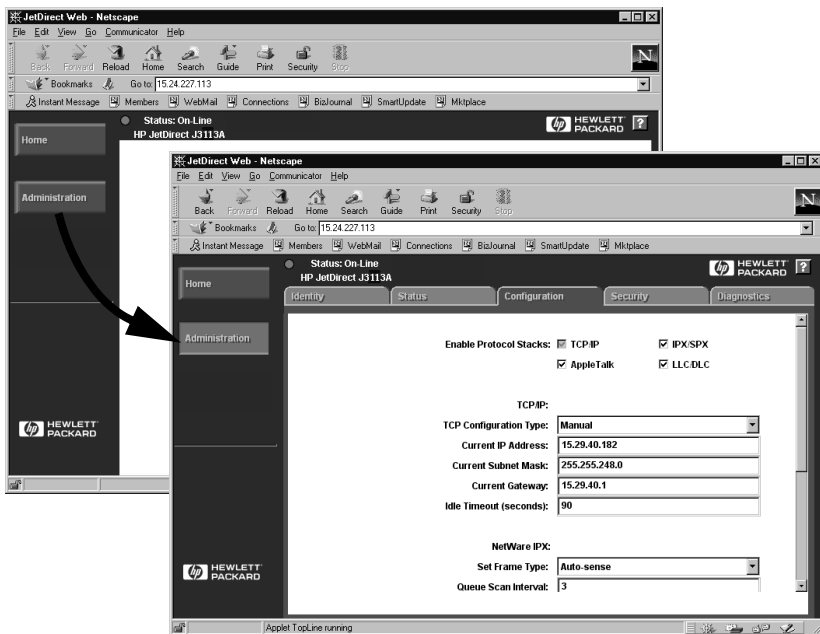 JetDirect Web - Netscape
File Edit View Go Communicator Help
Back Forward Reload Home Search Guide Print Security Stop
N
Bookmarks Go to: 15.24.227.113
Instant Message Members WebMail Connections BizJournal SmartUpdate Mktplace
Status: On-Line
HP JetDirect J3113A
hp HEWLETT PACKARD ?
Home
Administration
hp HEWLETT PACKARD
JetDirect Web - Netscape
File Edit View Go Communicator Help
Back Forward Reload Home Search Guide Print Security Stop
N
Bookmarks Go to: 15.24.227.113
Instant Message Members WebMail Connections BizJournal SmartUpdate Mktplace
Status: On-Line
HP JetDirect J3113A
hp HEWLETT PACKARD ?
Home
Administration
Identity Status Configuration Security Diagnostics
Enable Protocol Stacks: TCP/IP IPX/SPX
AppleTalk LLC/DLC
TCP/IP:
TCP Configuration Type: Manual
Current IP Address: 15.29.40.182
Current Subnet Mask: 255.255.248.0
Current Gateway: 15.29.40.1
Idle Timeout (seconds): 90
NetWare IPX:
Set Frame Type: Auto-sense
Queue Scan Interval: 3
hp HEWLETT PACKARD
Applet TopLine running